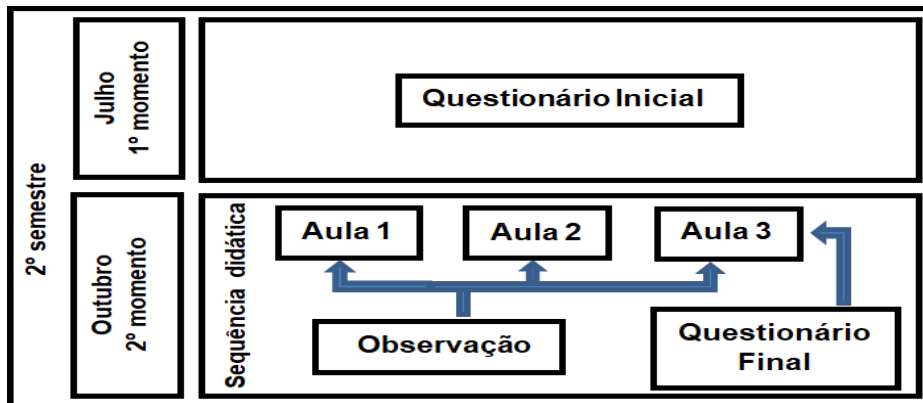 2º semestre
Julho
1º momento
Questionário Inicial
Outubro
2º momento
Sequência didática
Aula 1
Aula 2
Aula 3
Observação
Questionário
Final